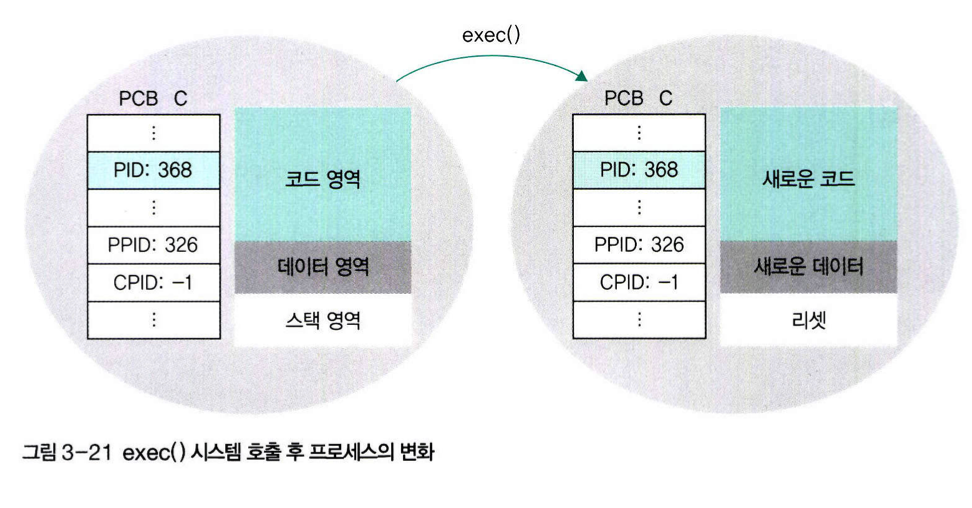 exec()
PCB C
⋮
PID: 368
⋮
PPID: 326
CPID: -1
⋮
코드 영역
데이터 영역
스택 영역
PCB C
⋮
PID: 368
⋮
PPID: 326
CPID: -1
⋮
새로운 코드
새로운 데이터
리셋
그림 3-21 exec() 시스템 호출 후 프로세스의 변화